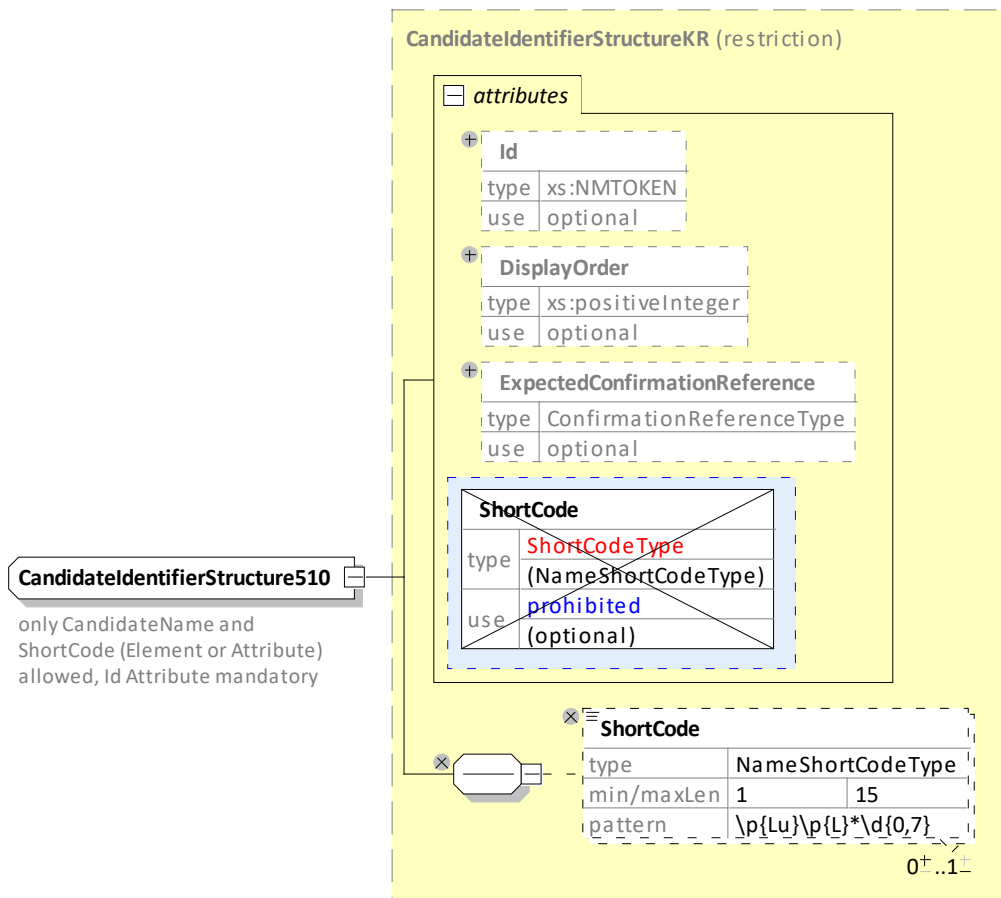 CandidateIdentifierStructureKR (restriction)
attributes
Id
type xs:NMTOKEN
use optional
DisplayOrder
type xs:positiveInteger
use optional
ExpectedConfirmationReference
type ConfirmationReferenceType
use optional
ShortCode
type ShortCodeType
(NameShortCodeType)
use prohibited
(optional)
CandidateIdentifierStructure510
only CandidateName and
ShortCode (Element or Attribute)
allowed, Id Attribute mandatory
ShortCode
type NameShortCodeType
min/maxLen 1 15
pattern \p{Lu}\p{L}*\d{0,7}
0±..1±